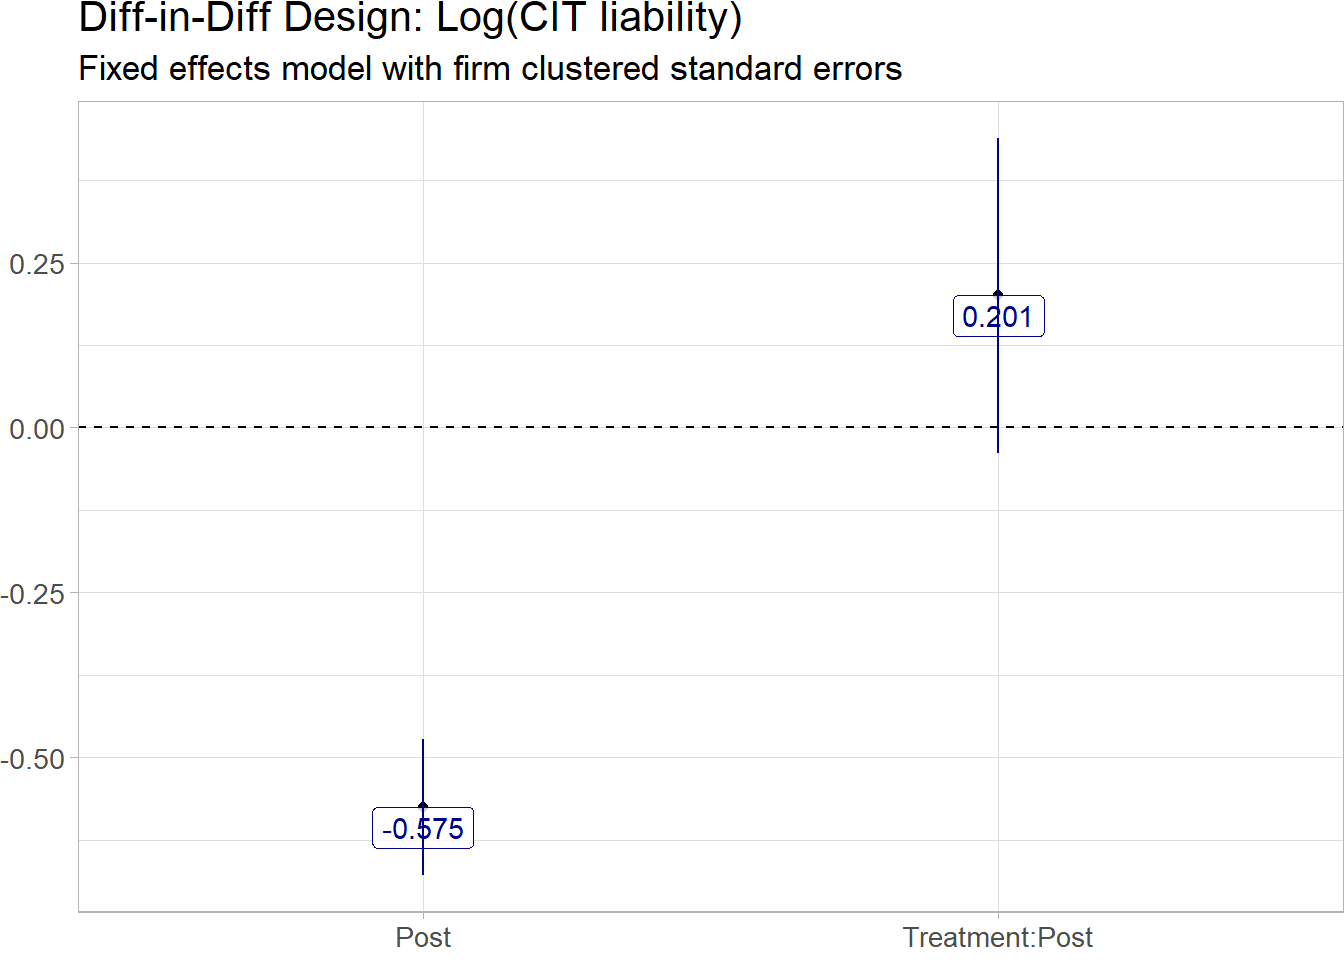 Diff-in-Diff Design: Log(CIT liability)
Fixed effects model with firm clustered standard errors
0.25
0.201
0.00
-0.25
-0.50
-0.575
Post
Treatment:Post